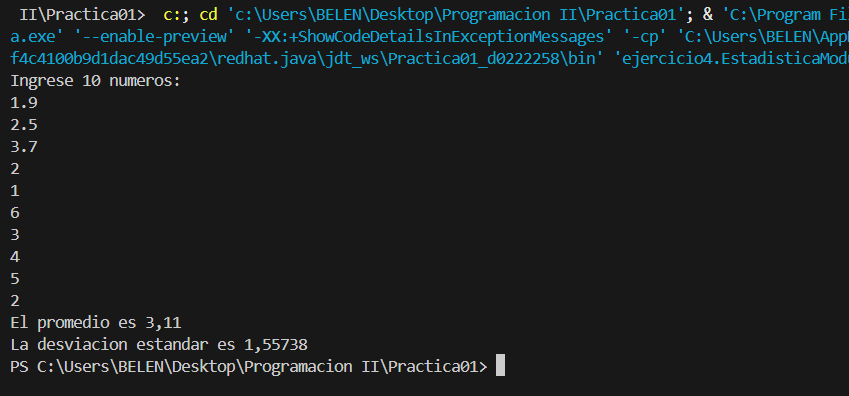 II\Practica01>  c:; cd 'c:\Users\BELEN\Desktop\Programacion II\Practica01'; & 'C:\Program Fi
a.exe' '--enable-preview' '-XX:+ShowCodeDetailsInExceptionMessages' '-cp' 'C:\Users\BELEN\App
f4c4100b9d1dac49d55ea2\redhat.java\jdt_ws\Practica01_d0222258\bin' 'ejercicio4.EstadisticaModu
Ingrese 10 numeros:
1.9
2.5
3.7
2
1
6
3
4
5
2
El promedio es 3,11
La desviacion estandar es 1,55738
PS C:\Users\BELEN\Desktop\Programacion II\Practica01>